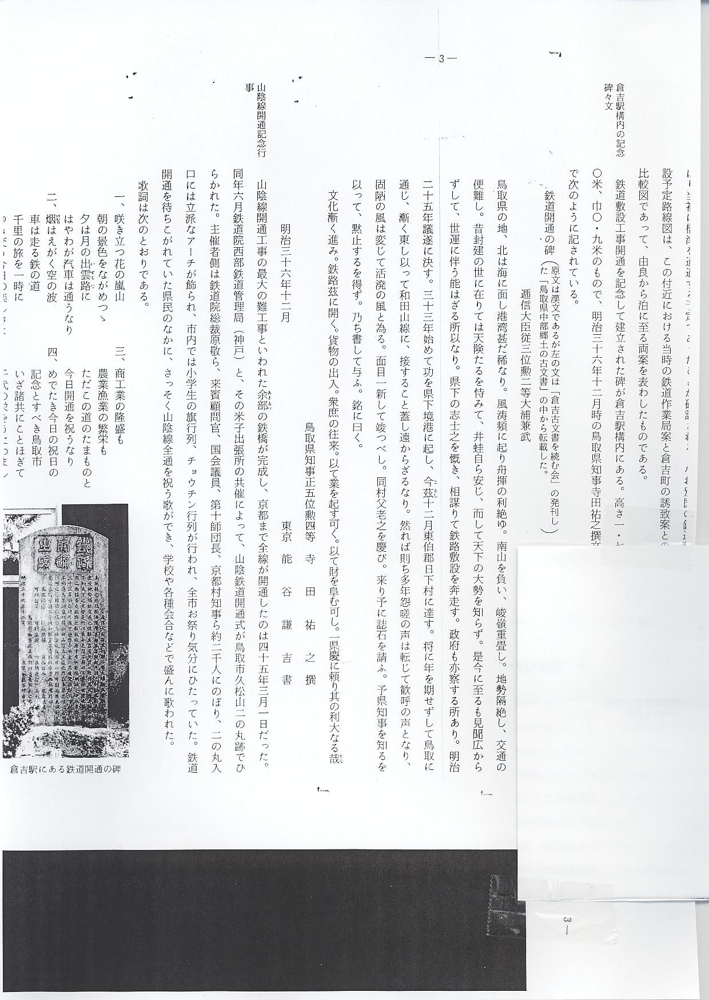 ―3―
設予定路線図は、この付近における当時の鉄道作業局案と倉吉町の誘致案との
比較図であって、由良から泊に至る両案を表わしたものである。
倉吉駅構内の記念
碑々文
鉄道敷設工事開通を記念して建立された碑が倉吉駅構内にある。高さ一・七
〇米、巾〇・九米のもので、明治三十六年十二月時の鳥取県知事寺田祐之撰文
で次のように記されている。
鉄道開通の碑(原文は漢文であるが左の文は「倉吉古文書を続む会」の発刊し
た「鳥取県中部郷土の古文書」の中から転載した。)
逓信大臣従三位勲二等大浦兼武
鳥取県の地、北は海に面し港湾甚だ稀なり。風涛頻に起り舟揮の利絶ゆ。南山を負い、峻嶺重畳し。地勢隔絶し、交通の
便難し。昔封建の世に在りては天険たるを恃みて、井蛙自ら安じ、而して天下の大勢を知らず。是今に至るも見聞広から
ずして、世運に伴う能はざる所以なり。県下の志士之を慨き、相謀りて鉄路敷設を奔走す。政府も亦察する所あり。明治
二十五年議遂に決す。三十三年始めて功を県下境港に起し、今茲十二月東伯郡日下村に達す。将に年を期せずして鳥取に
通じ、漸く東し以って和田山線に、接すること蓋し遠からざるなり。然れば則ち多年怨嗟の声は転じて歓呼の声となり、
固陋の風は変じて活溌の風と為る。面目一新して竣つべし。同村父老之を慶び。来り予に誌石を請ふ。予県知事を知るを
以って、黙止するを得ず。乃ち書して与ふ。銘に曰く。
文化漸く進み。鉄路茲に開く。貨物の出入。衆庶の往来。以て業を起す可く。以て財を阜む可し。一県慶に頼り其の利大なる哉
鳥取県知事正五位勲四等 寺田祐之撰
明治三十六年十二月
東京 能谷謙吉書
山陰線開通記念行
事
山陰線開通工事の最大の難工事といわれた余部の鉄橋が完成し、京都まで全線が開通したのは四十五年三月一日だった。
同年六月鉄道院西部鉄道管理局(神戸)と、その米子出張所の共催によって、山陰鉄道開通式が鳥取市久松山二の丸跡でひ
らかれた。主催者側は鉄道院総裁原敬ら、来賓顧問官、国会議員、第十師団長、京都村知事ら約二千人にのぼり、二の丸入
口には立派なアーチが飾られ、市内では小学生の旗行列、チョウチン行列が行われ、全市お祭り気分にひたっていた。鉄道
開通を待ちこがれていた県民のなかに、さっそく山陰線全通を祝う歌ができ、学校や各種会合などで盛んに歌われた。
歌詞は次のとおりである。
一、咲き立つ花の嵐山
朝の景色をながめつゝ
夕は月の出雲路に
はやわが汽車は通うなり
二、烟はえがく空の波
車は走る鉄の道
千里の旅を一時に
三、商工業の隆盛も
農業漁業の繁栄も
ただこの道のたまものと
今日開通を祝うなり
四、めでたき今日の祝日の
記念とすべき鳥取市
いざ諸共にことほぎて
鐵道
開通
之碑
倉吉駅にある鉄道開通の碑
3―